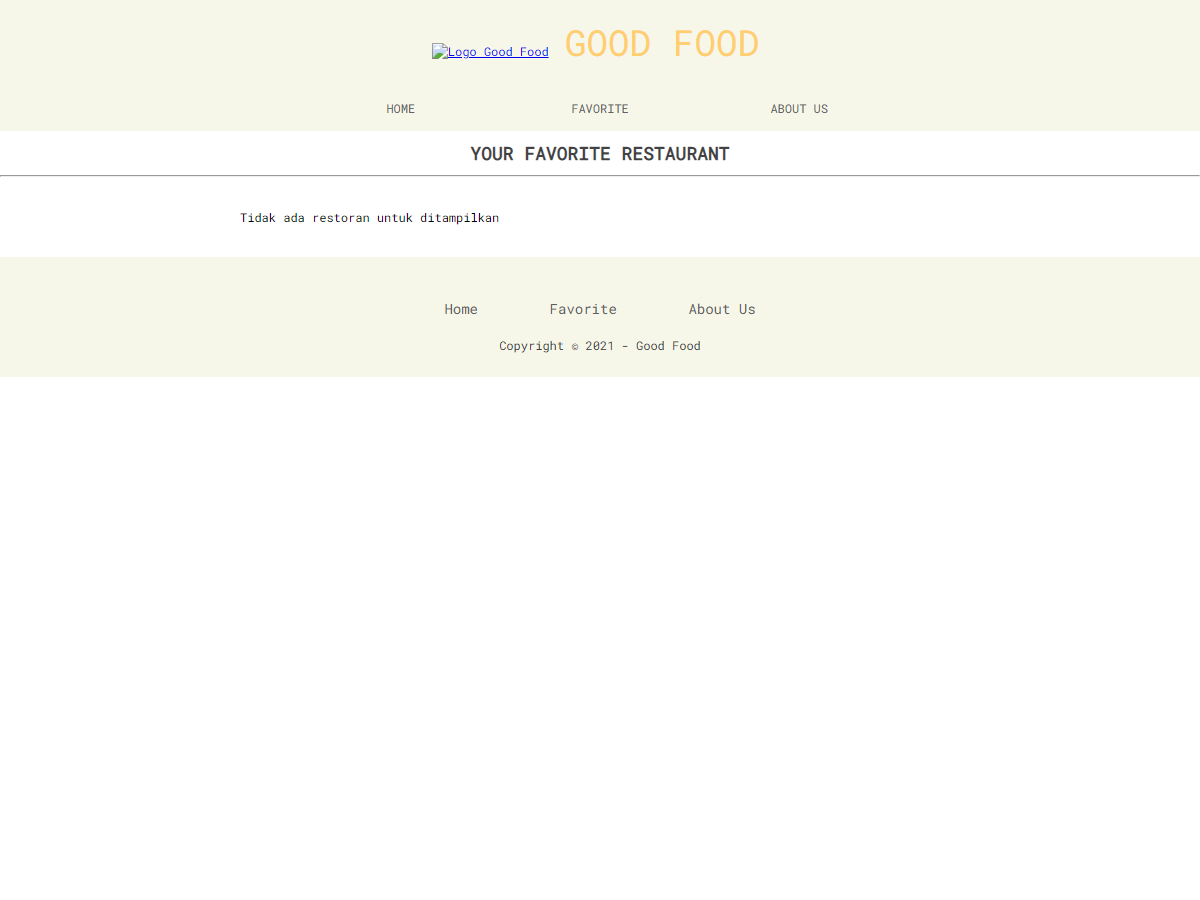 Logo Good Food GOOD FOOD
HOME FAVORITE ABOUT US
YOUR FAVORITE RESTAURANT
Tidak ada restoran untuk ditampilkan
Home Favorite About Us
Copyright © 2021 - Good Food